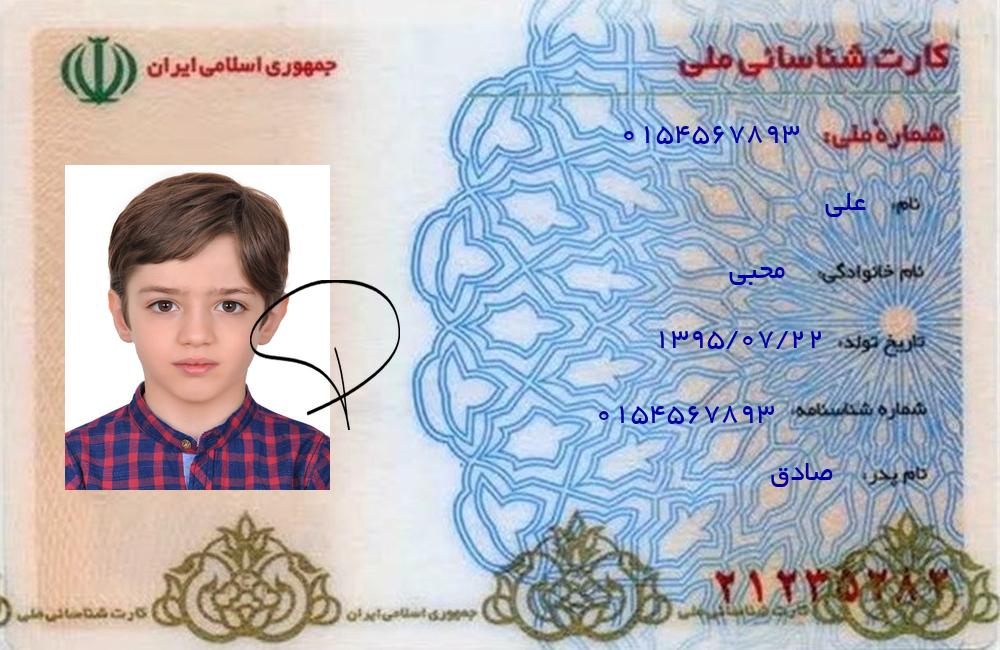 کارت شناسائی ملی
جمهوری اسلامی ایران
شماره ملی: ۰۱۵۴۵۶۷۸۹۳
نام: علی
نام خانوادگی: محبی
تاریخ تولد: ۱۳۹۵/۰۷/۲۲
شماره شناسنامه: ۰۱۵۴۵۶۷۸۹۳
نام پدر: صادق
۲۱۲۳۵۲۸۳
کارت شناسائی ملی
جمهوری اسلامی ایران
کارت شناسائی ملی